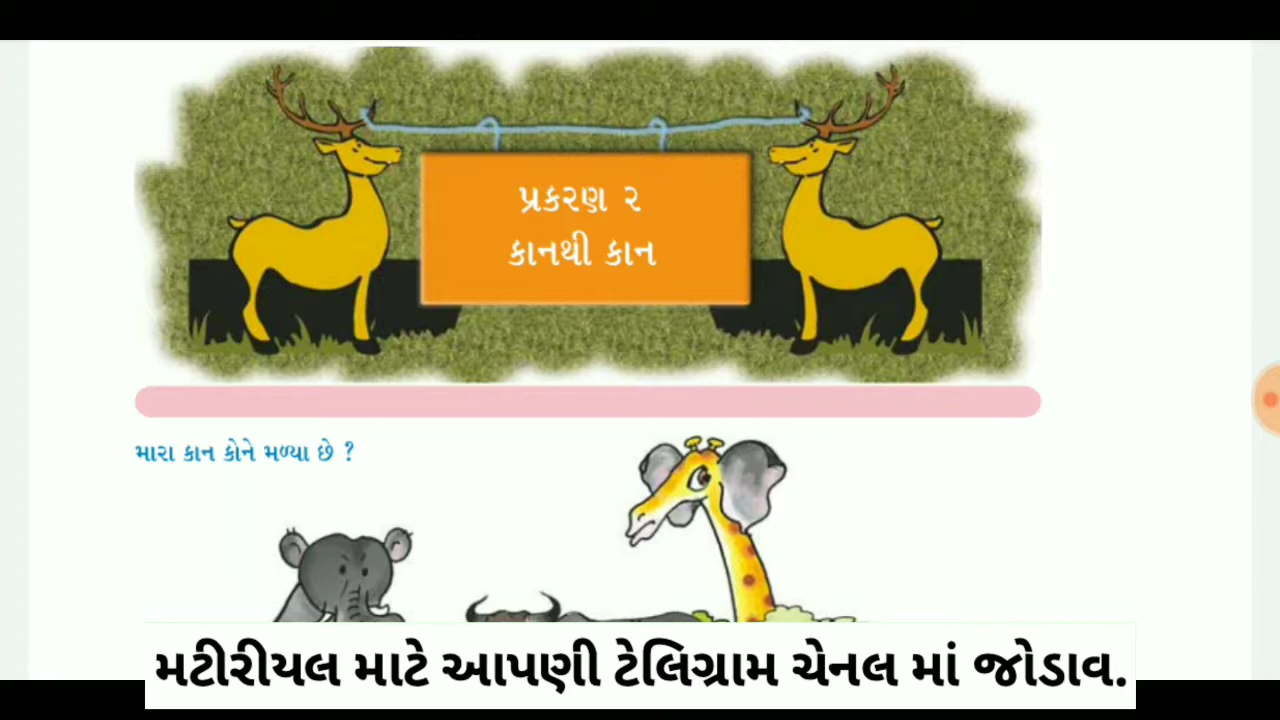 પ્રકરણ ૨
કાનથી કાન
મારા કાન કોને મળ્યા છે ?
મટીરીયલ માટે આપણી ટેલિગ્રામ ચેનલ માં જોડાવ.